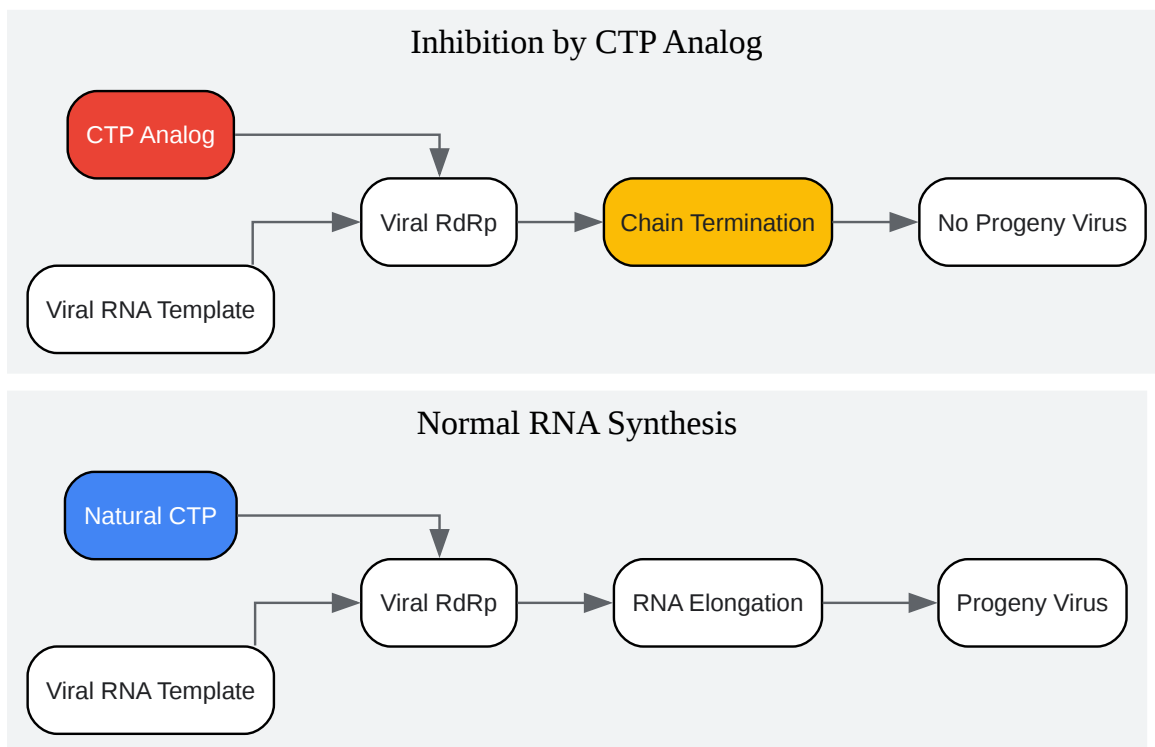 Inhibition by CTP Analog
CTP Analog
Viral RdRp
Chain Termination
No Progeny Virus
Viral RNA Template
Normal RNA Synthesis
Natural CTP
Viral RdRp
RNA Elongation
Progeny Virus
Viral RNA Template